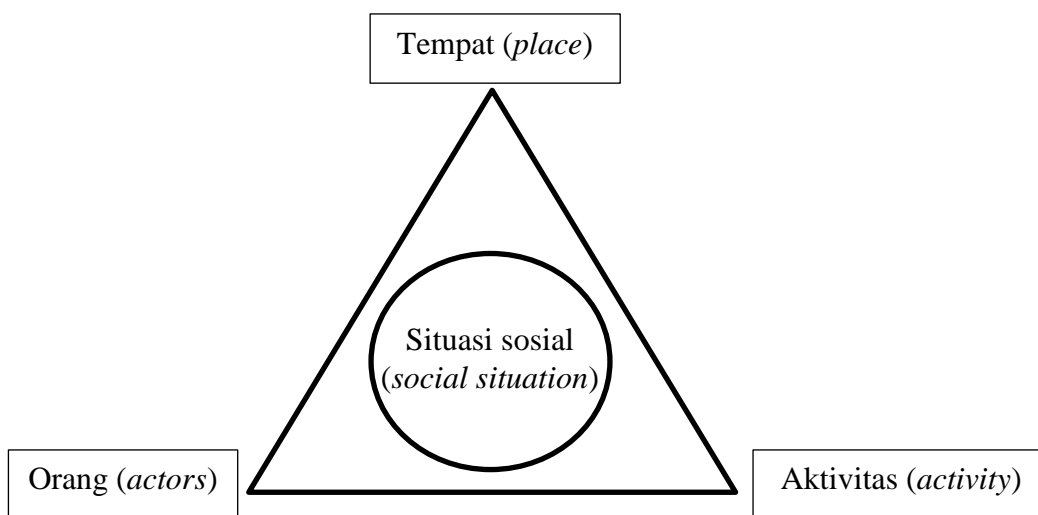 Tempat (place)
Situasi sosial
(social situation)
Orang (actors)
Aktivitas (activity)